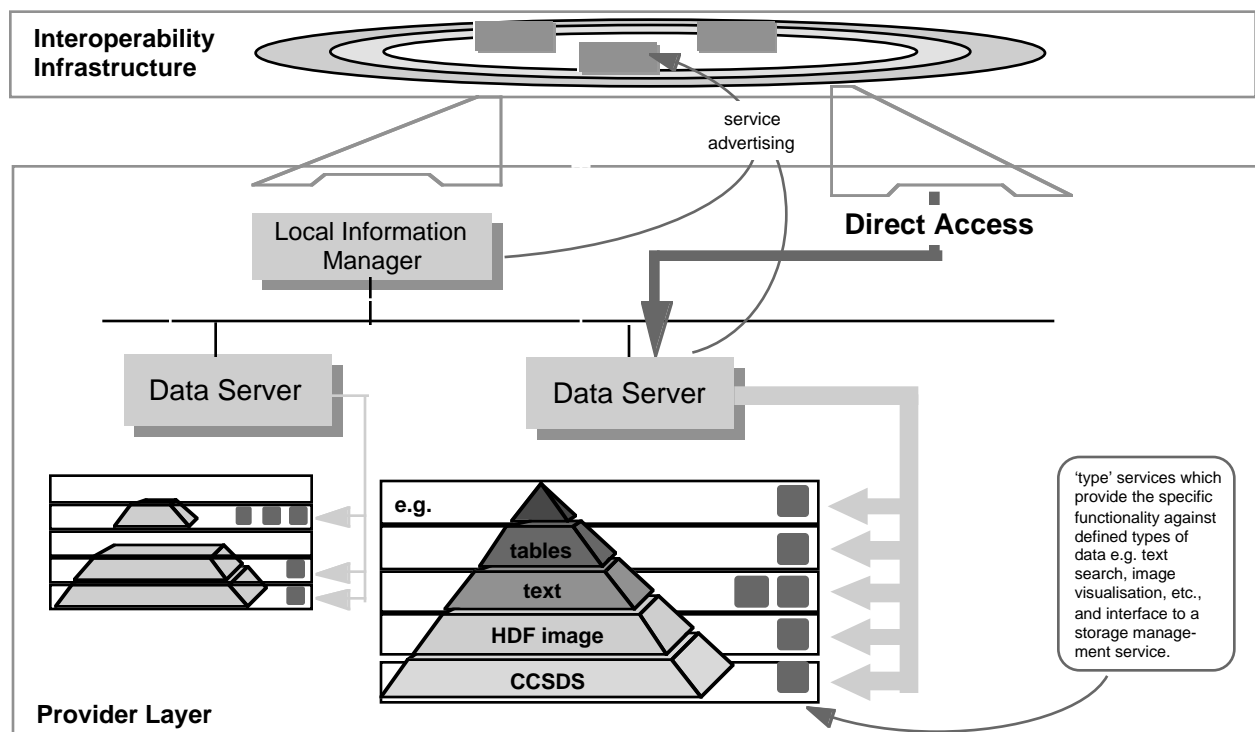 Interoperability
Infrastructure
service
advertising
Local Information
Manager
Direct Access
Data Server
Data Server
e.g.
tables
text
HDF image
CCSDS
‘type’ services which
provide the specific
functionality against
defined types of
data e.g. text
search, image
visualisation, etc.,
and interface to a
storage manage-
ment service.
Provider Layer